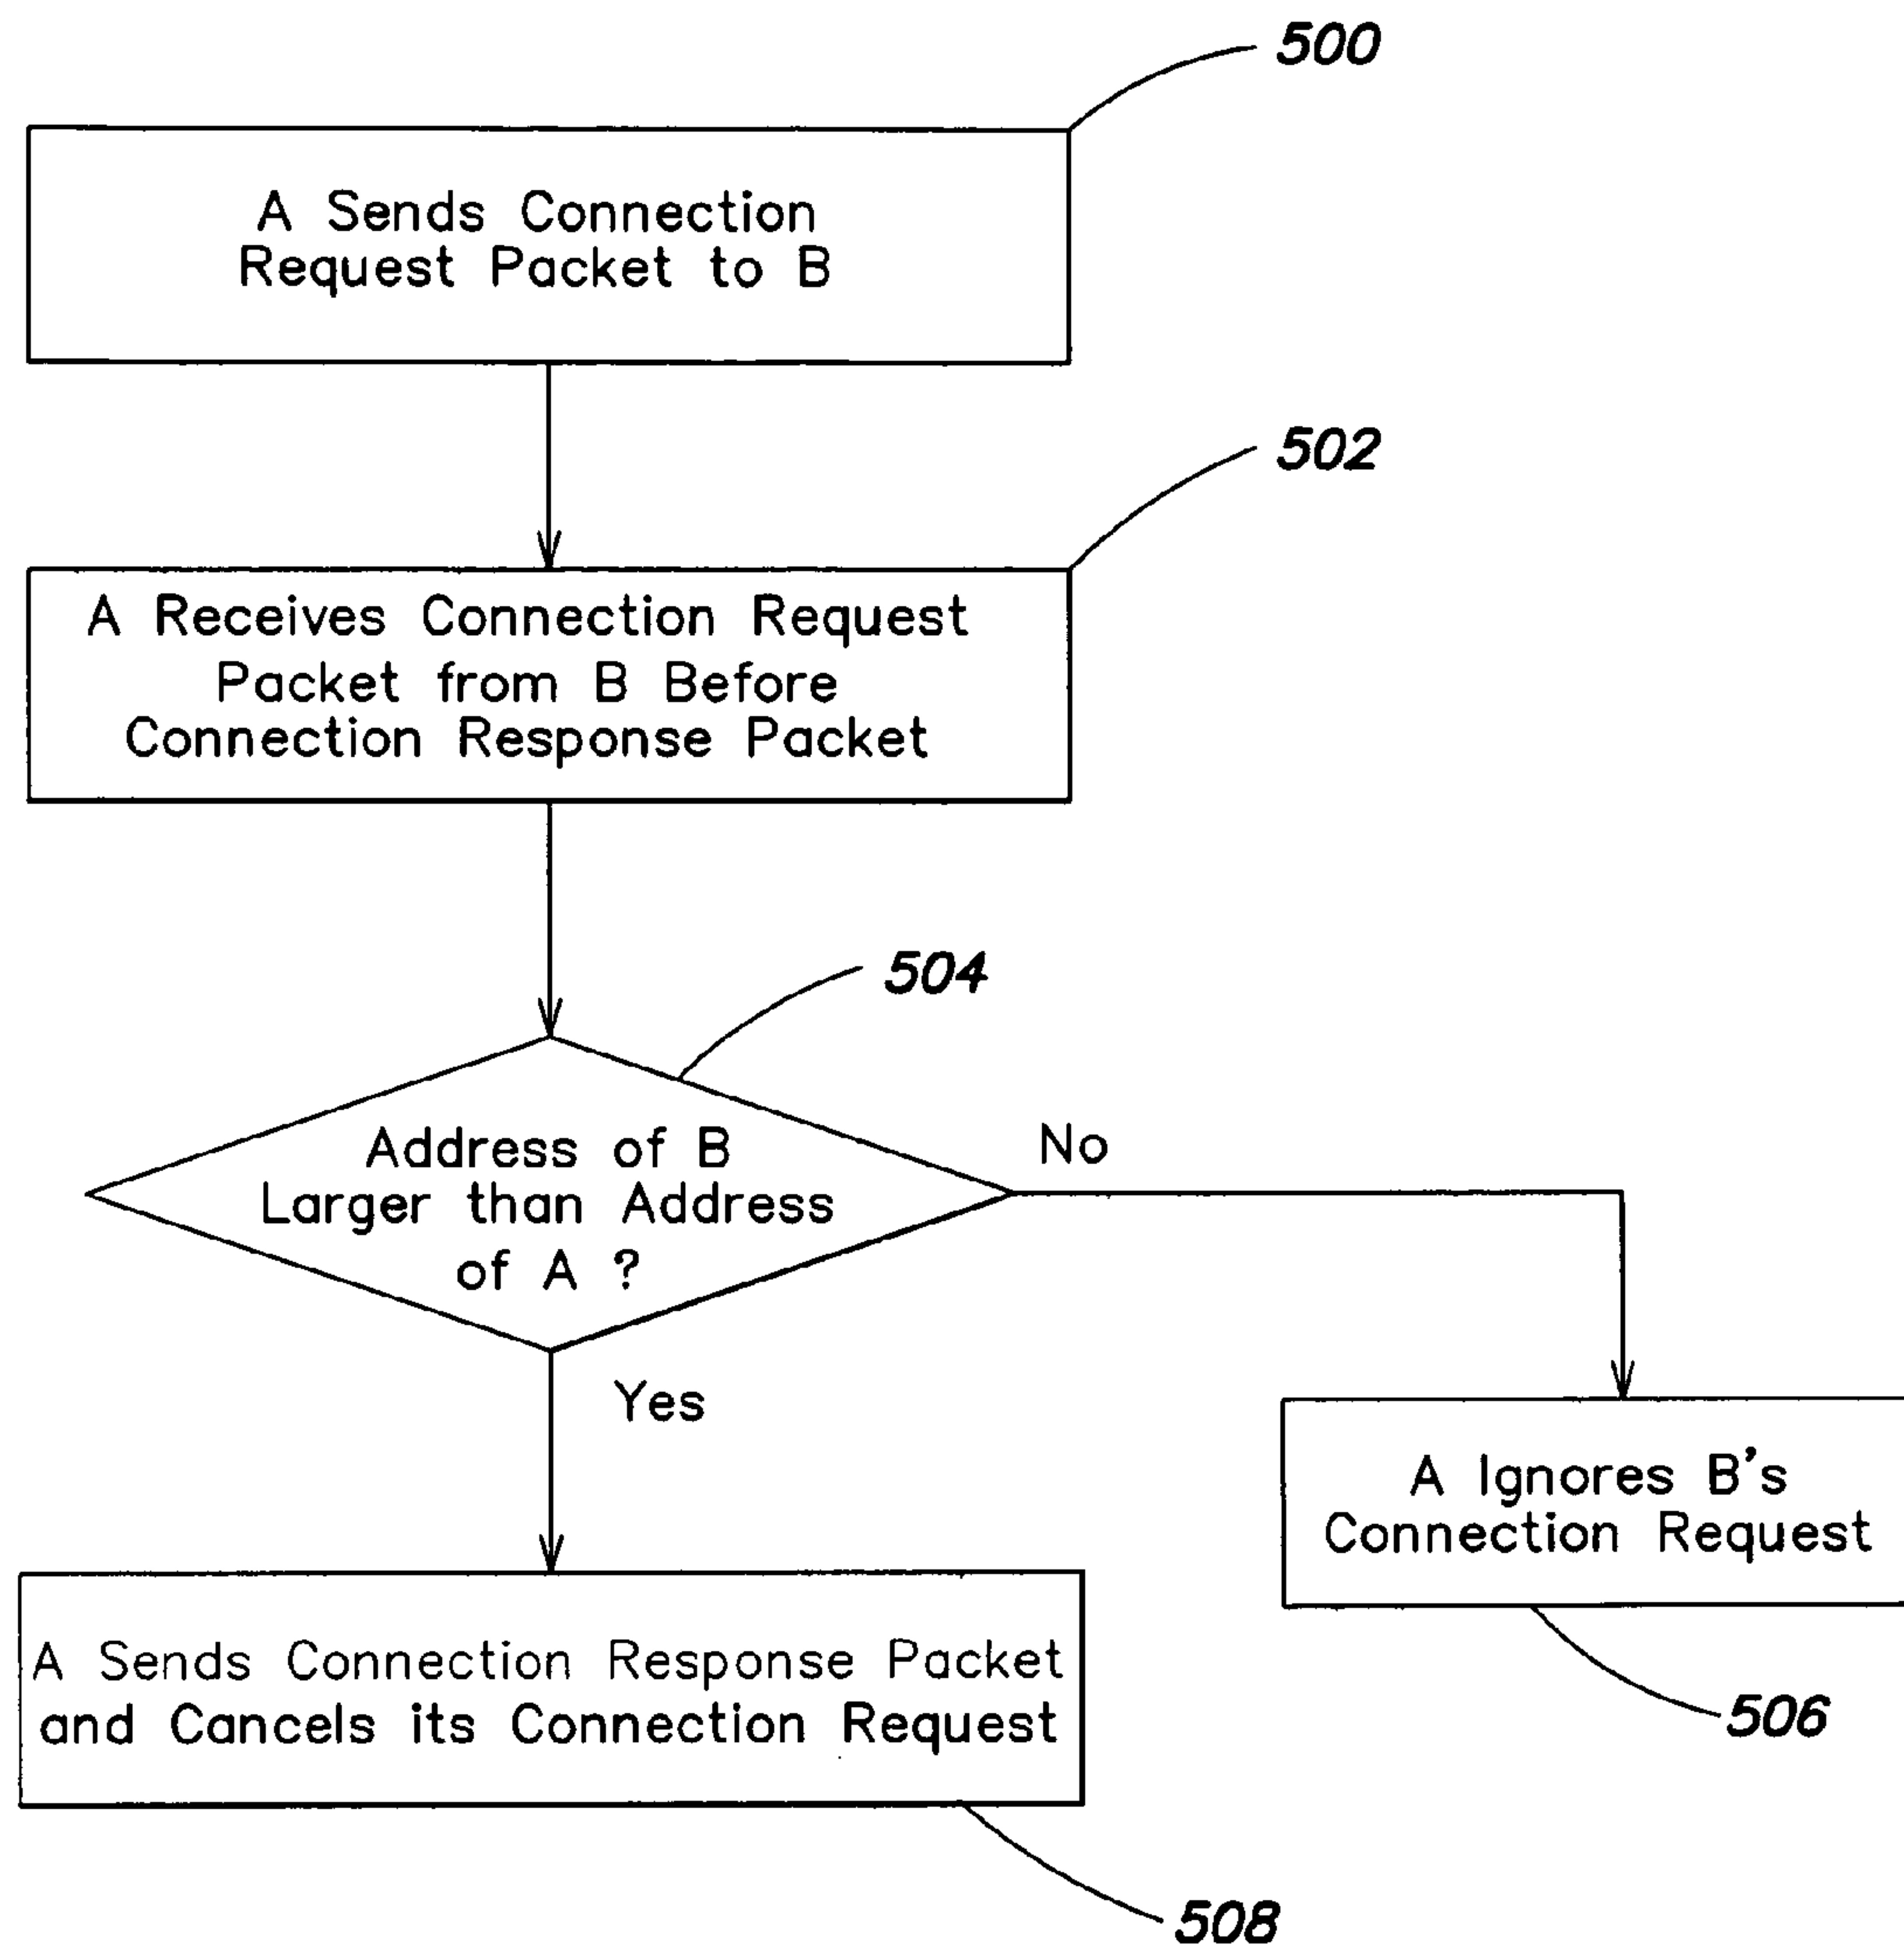 500
A Sends Connection
Request Packet to B
502
A Receives Connection Request
Packet from B Before
Connection Response Packet
504
Address of B
Larger than Address
of A ?
No
Yes
A Ignores B's
Connection Request
506
A Sends Connection Response Packet
and Cancels its Connection Request
508